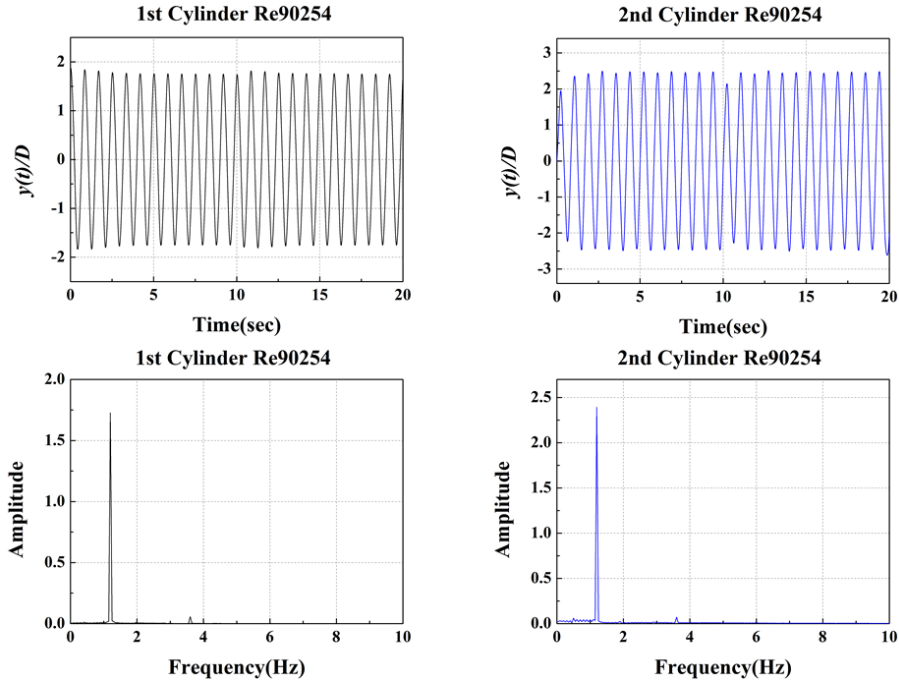 1st Cylinder Re90254
2
1
0
-1
-2
y(t)/D
0 5 10 15 20
Time(sec)
2nd Cylinder Re90254
3
2
1
0
-1
-2
-3
y(t)/D
0 5 10 15 20
Time(sec)
1st Cylinder Re90254
2.0
1.5
1.0
0.5
0.0
Amplitude
0 2 4 6 8 10
Frequency(Hz)
2nd Cylinder Re90254
2.5
2.0
1.5
1.0
0.5
0.0
Amplitude
0 2 4 6 8 10
Frequency(Hz)